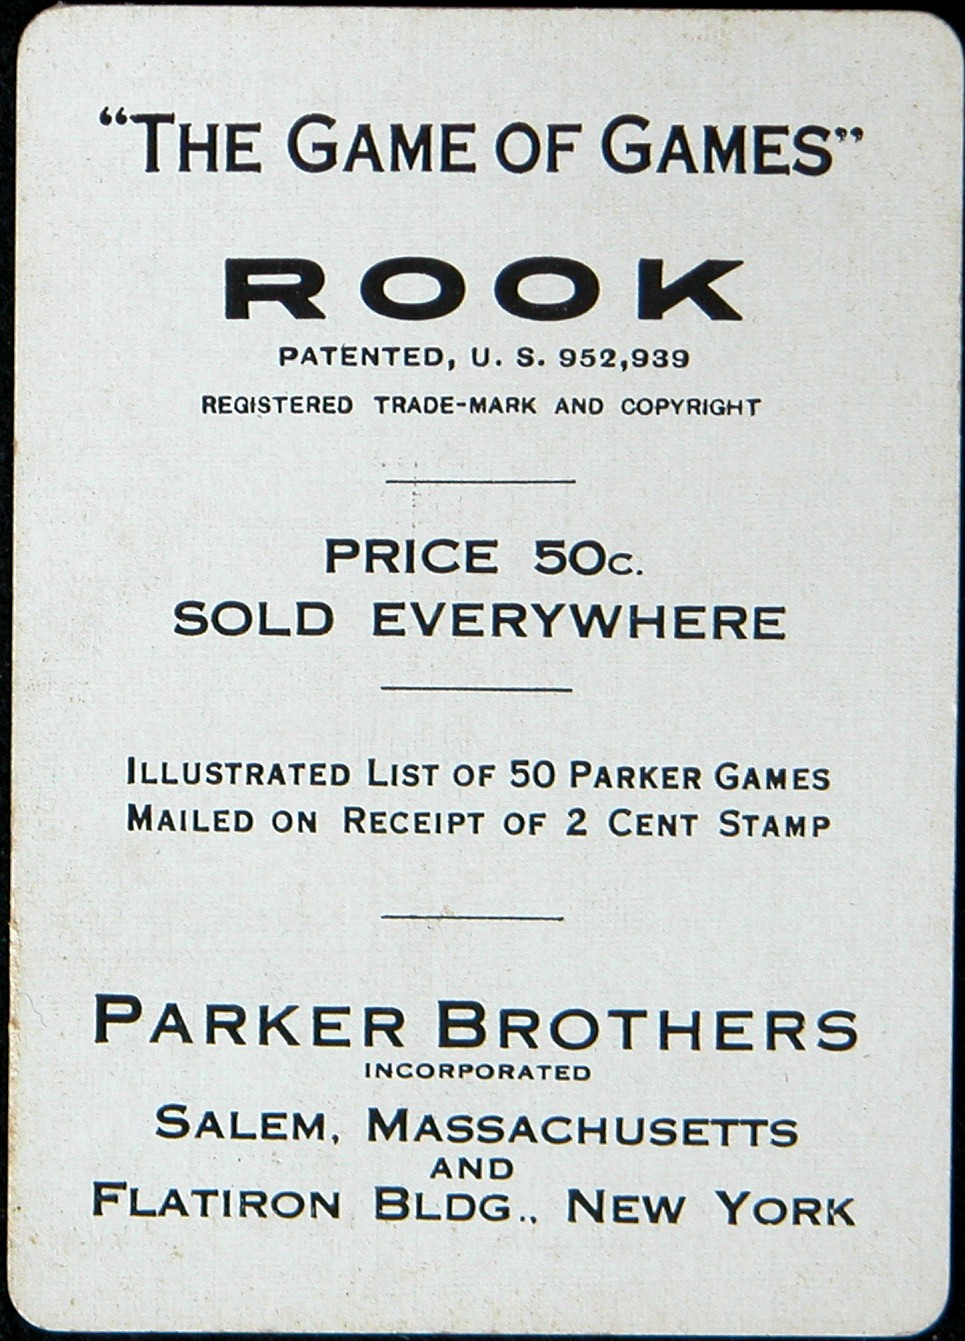 “THE GAME OF GAMES”
ROOK
PATENTED, U. S. 952,939
REGISTERED TRADE-MARK AND COPYRIGHT
PRICE 50c.
SOLD EVERYWHERE
ILLUSTRATED LIST OF 50 PARKER GAMES
MAILED ON RECEIPT OF 2 CENT STAMP
PARKER BROTHERS
INCORPORATED
SALEM, MASSACHUSETTS
AND
FLATIRON BLDG., NEW YORK